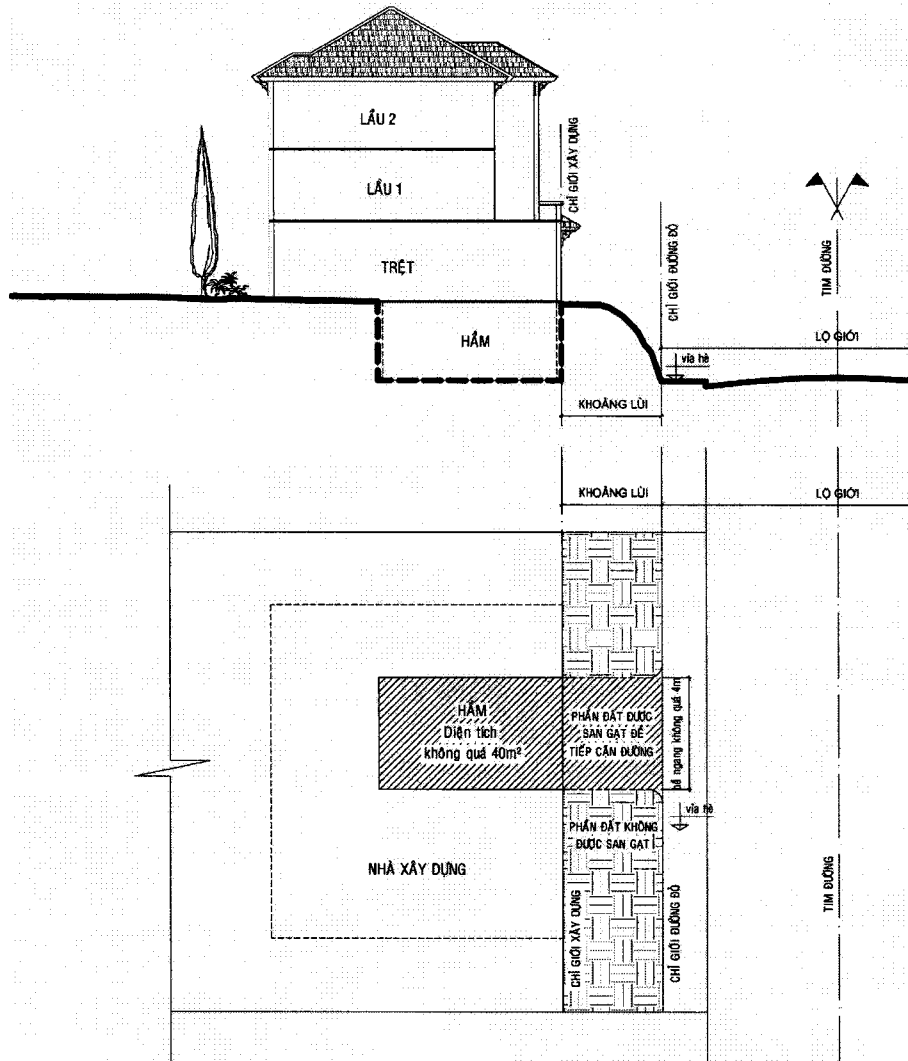 LẦU 2
LẦU 1
TRỆT
HẦM
CHỈ GIỚI XÂY DỰNG
CHỈ GIỚI ĐƯỜNG ĐỎ
TIM ĐƯỜNG
LỘ GIỚI
vỉa hè
KHOẢNG LÙI
KHOẢNG LÙI
LỘ GIỚI
HẦM
Diện tích
không quá 40m²
PHẦN ĐẤT ĐƯỢC
SAN GẠT ĐỂ
TIẾP CẬN ĐƯỜNG
bề ngang không quá 4m
vỉa hè
PHẦN ĐẤT KHÔNG
ĐƯỢC SAN GẠT
NHÀ XÂY DỰNG
CHỈ GIỚI XÂY DỰNG
CHỈ GIỚI ĐƯỜNG ĐỎ
TIM ĐƯỜNG